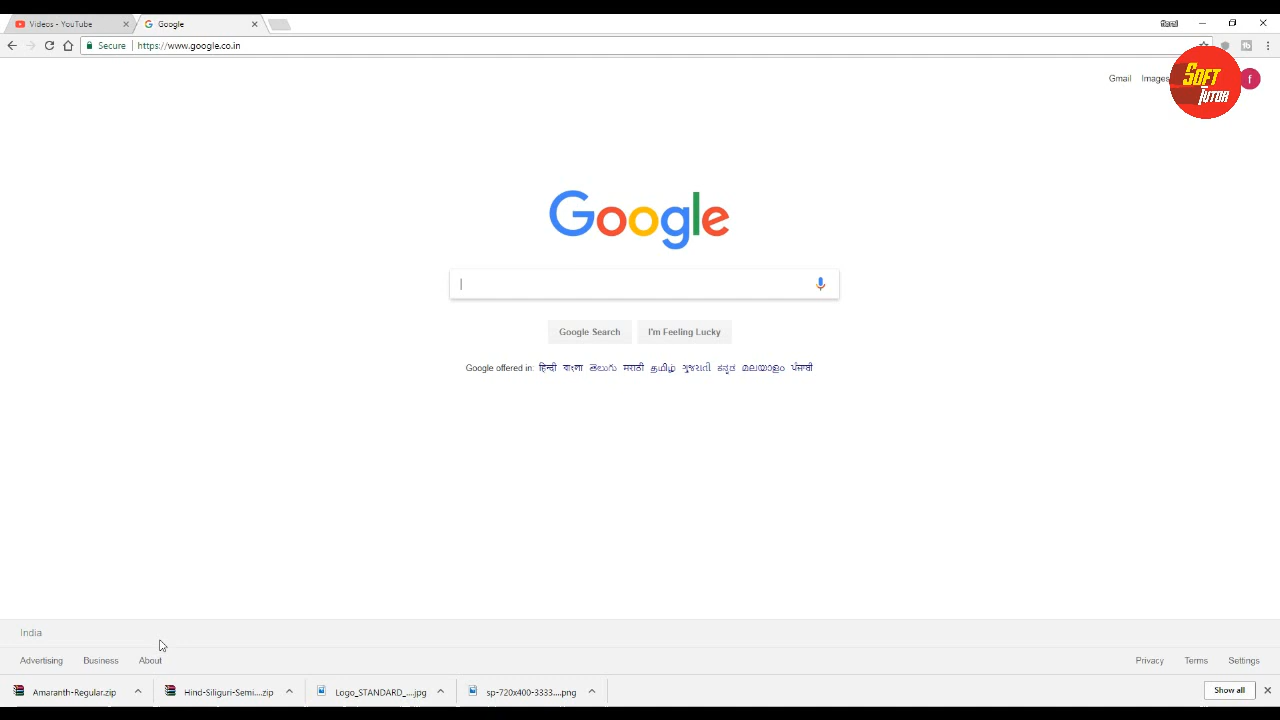 Videos - YouTube
Google
Secure
https://www.google.co.in
Gmail
Images
f
SOFT
TUTOR
Google
Google Search
I'm Feeling Lucky
Google offered in: हिन्दी বাংলা తెలుగు मराठी தமிழ் ગુજરાતી ಕನ್ನಡ മലയാളം ਪੰਜਾਬੀ
India
Advertising
Business
About
Privacy
Terms
Settings
Amaranth-Regular.zip
Hind-Siliguri-Semi....zip
Logo_STANDARD_....jpg
sp-720x400-3333....png
Show all